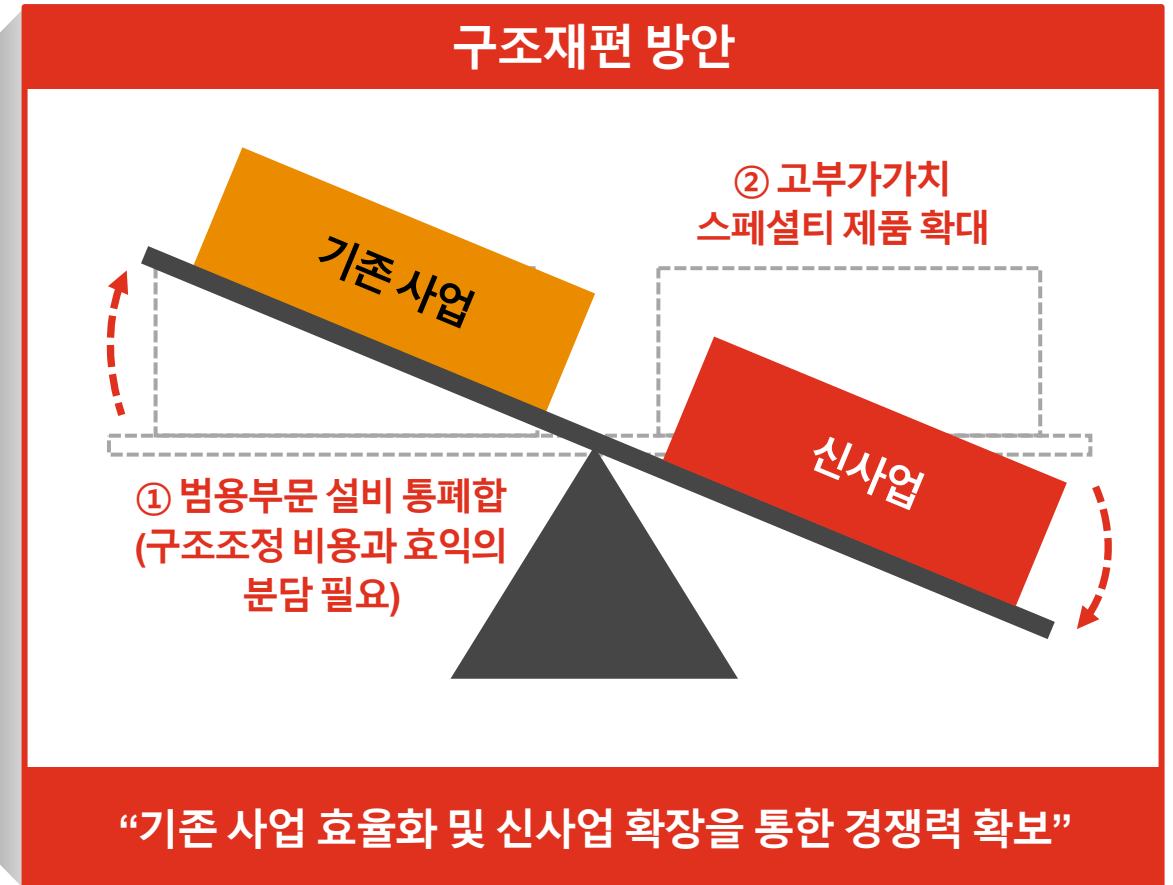 구조재편 방안
② 고부가가치
스페셜티 제품 확대
기존 사업
신사업
① 범용부문 설비 통폐합
(구조조정 비용과 효익의
분담 필요)
“기존 사업 효율화 및 신사업 확장을 통한 경쟁력 확보”